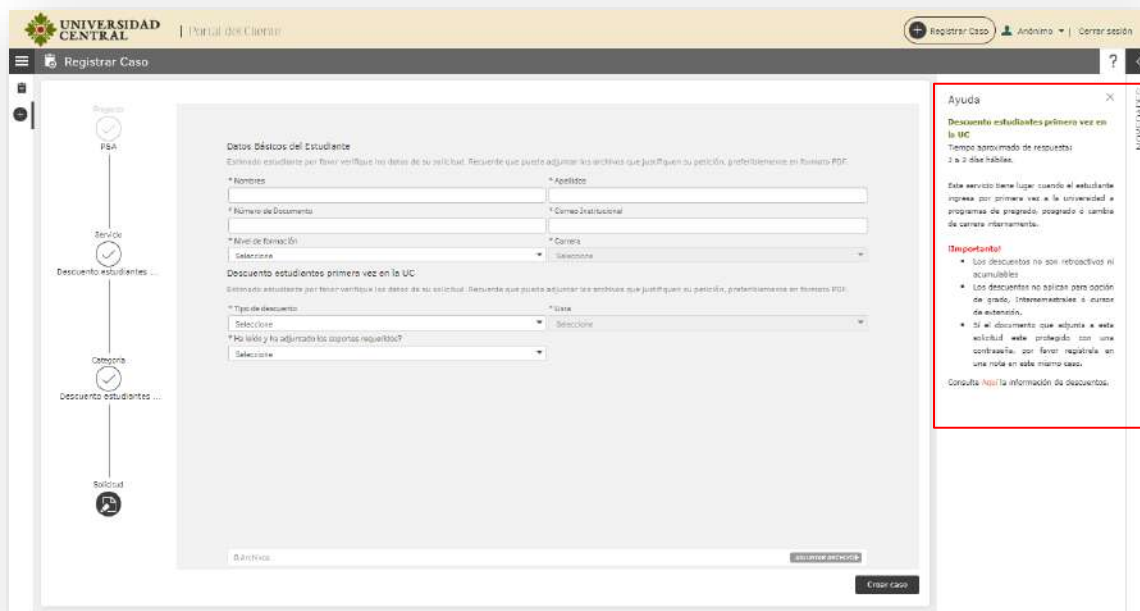 UNIVERSIDAD
CENTRAL
| Portal del Cliente
Registrar Caso
Anónimo
| Cerrar sesión
Registrar Caso
?
Proyecto
P&A
Servicio
Descuento estudiantes ...
Categoría
Descuento estudiantes ...
Solicitud
Datos Básicos del Estudiante
Estimado estudiante por favor verifique los datos de su solicitud. Recuerde que puede adjuntar los archivos que justifiquen su petición, preferiblemente en formato PDF.
* Nombres
* Apellidos
* Número de Documento
* Correo Institucional
* Nivel de formación
* Carrera
Seleccione
Seleccione
Descuento estudiantes primera vez en la UC
Estimado estudiante por favor verifique los datos de su solicitud. Recuerde que puede adjuntar los archivos que justifiquen su petición, preferiblemente en formato PDF.
* Tipo de descuento
* Lista
Seleccione
Seleccione
* Ha leído y ha adjuntado los soportes requeridos?
Seleccione
0 Archivos
ADJUNTAR ARCHIVO
Crear caso
Ayuda
Descuento estudiantes primera vez en
la UC
Tiempo aproximado de respuesta:
2 a 3 días hábiles.
Este servicio tiene lugar cuando el estudiante
ingresa por primera vez a la universidad a
programas de pregrado, posgrado ó cambia
de carrera internamente.
!Importante!
Los descuentos no son retroactivos ni
acumulables
Los descuentos no aplican para opción
de grado, Intersemestrales ó cursos
de extensión.
Si el documento que adjunta a esta
solicitud este protegido con una
contraseña, por favor regístrela en
una nota en este mismo caso.
Consulte Aquí la información de descuentos.